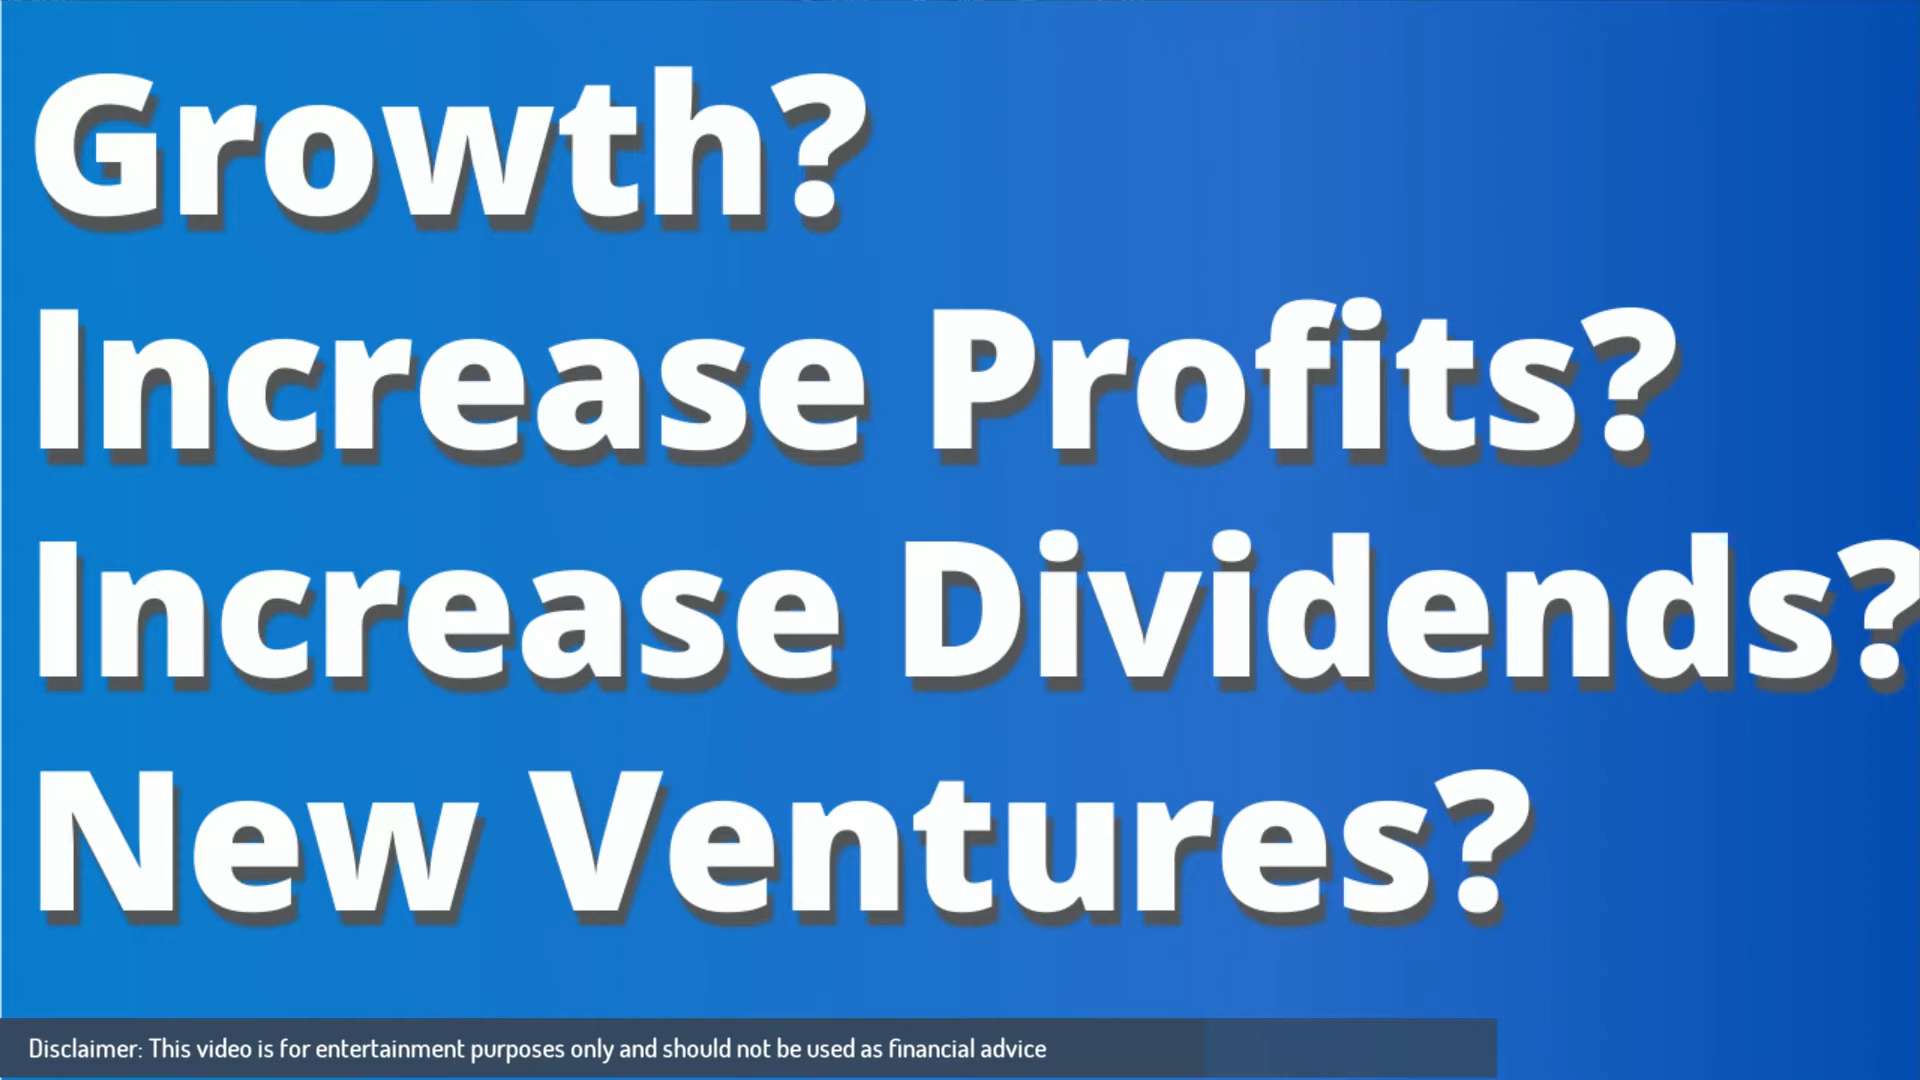 Growth?
Increase Profits?
Increase Dividends?
New Ventures?
Disclaimer: This video is for entertainment purposes only and should not be used as financial advice